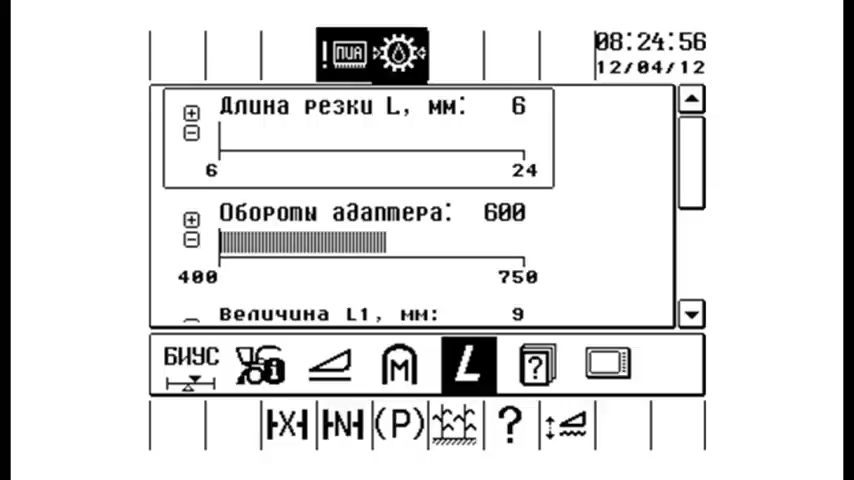 ! ПИА
08:24:56
12/04/12
Длина резки L, мм: 6
6 24
Обороты адаптера: 600
400 750
Величина L1, мм: 9
БИУС i M L ?
X N (P) ?